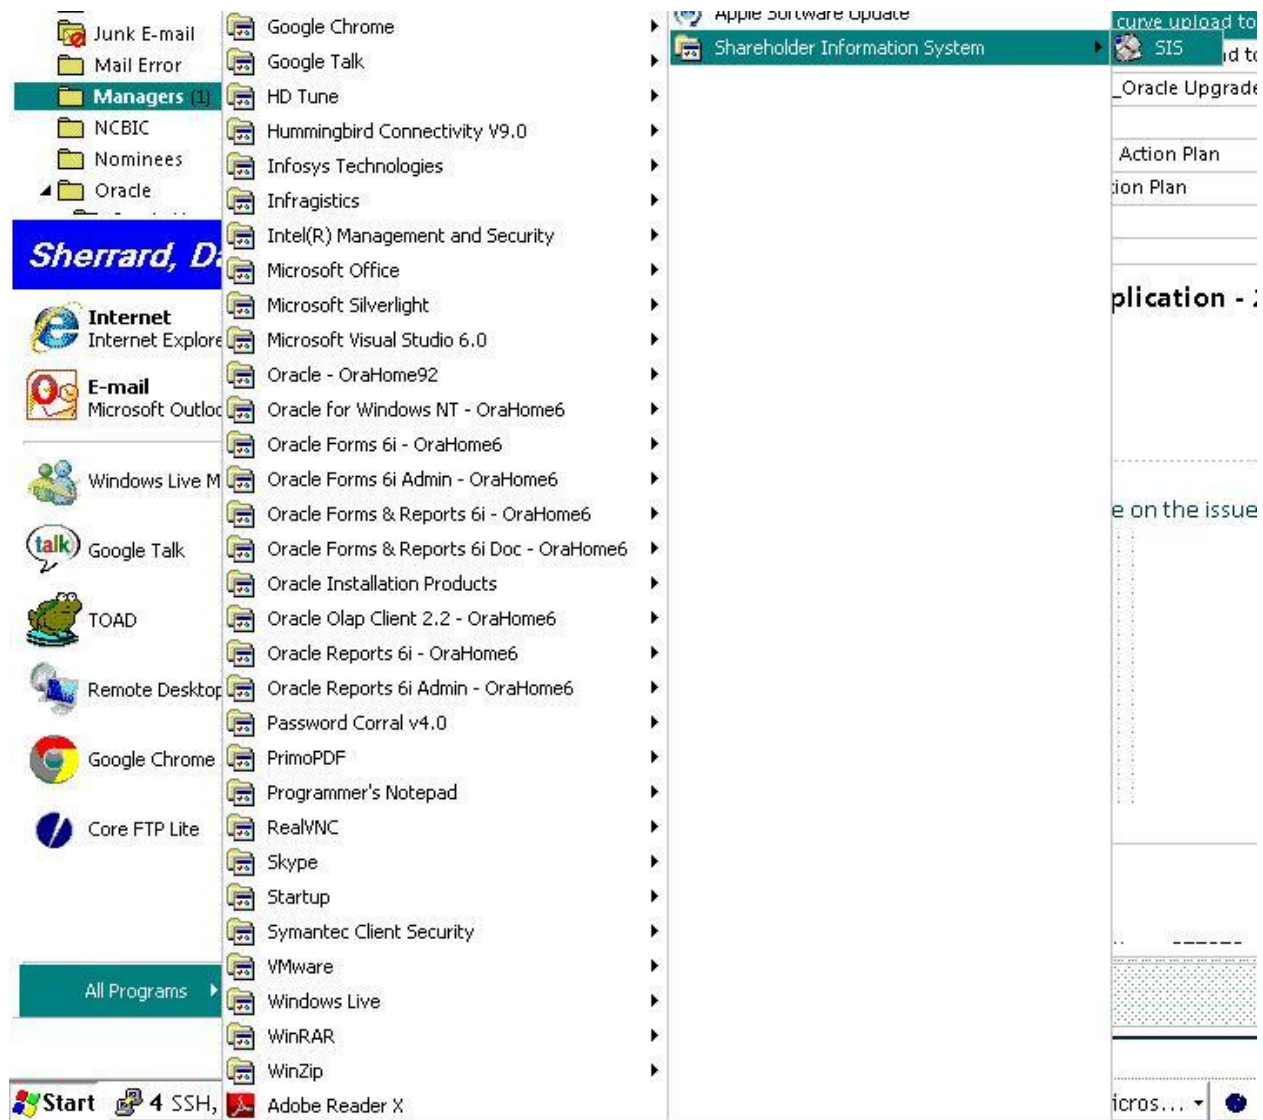 Junk E-mail
Mail Error
Managers (1)
NCBIC
Nominees
Oracle
Sherrard, Da
Internet
Internet Explore
E-mail
Microsoft Outloo
Windows Live M
Google Talk
TOAD
Remote Desktop
Google Chrome
Core FTP Lite
All Programs
Start
4 SSH,
Google Chrome
Google Talk
HD Tune
Hummingbird Connectivity V9.0
Infosys Technologies
Infragistics
Intel(R) Management and Security
Microsoft Office
Microsoft Silverlight
Microsoft Visual Studio 6.0
Oracle - OraHome92
Oracle for Windows NT - OraHome6
Oracle Forms 6i - OraHome6
Oracle Forms 6i Admin - OraHome6
Oracle Forms & Reports 6i - OraHome6
Oracle Forms & Reports 6i Doc - OraHome6
Oracle Installation Products
Oracle Olap Client 2.2 - OraHome6
Oracle Reports 6i - OraHome6
Oracle Reports 6i Admin - OraHome6
Password Corral v4.0
PrimoPDF
Programmer's Notepad
RealVNC
Skype
Startup
Symantec Client Security
VMware
Windows Live
WinRAR
WinZip
Adobe Reader X
Apple Software Update
Shareholder Information System
SIS
curve upload to
d to
_Oracle Upgrade
Action Plan
ion Plan
plication -
e on the issue
icros...
talk